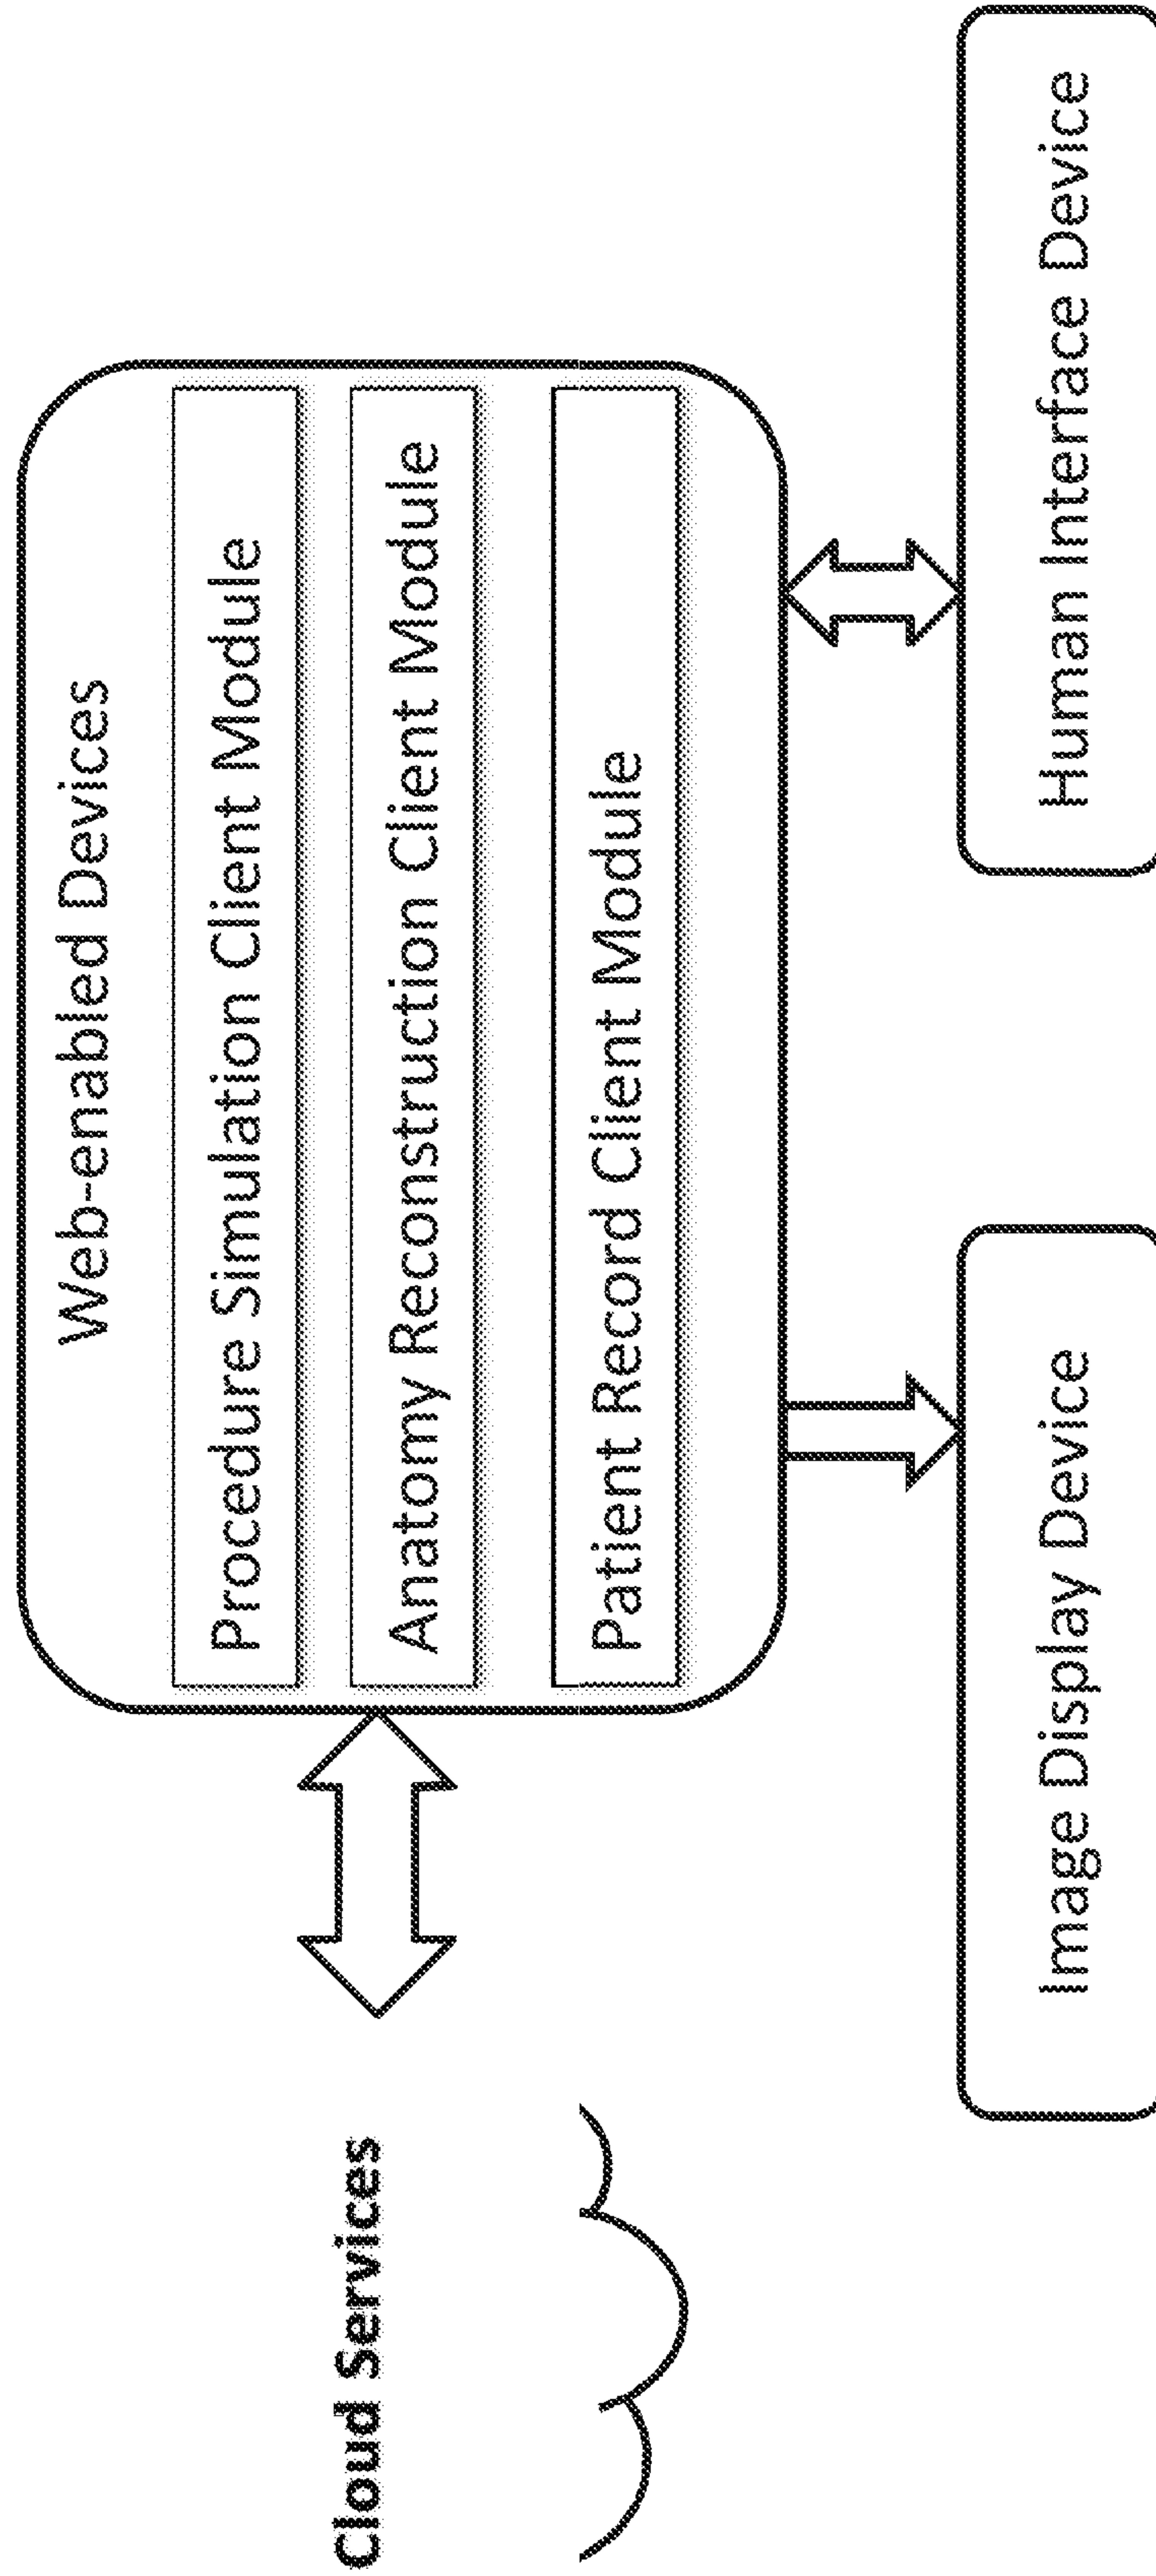 Web-enabled Devices
Procedure Simulation Client Module
Anatomy Reconstruction Client Module
Patient Record Client Module
Cloud Services
Image Display Device
Human Interface Device